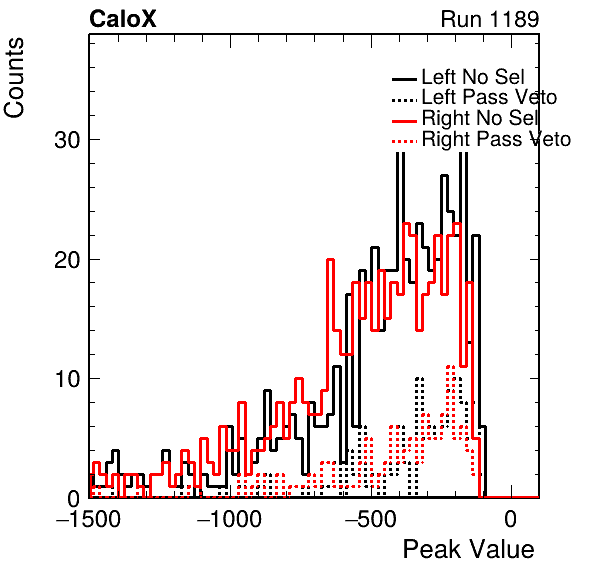 CaloX Run 1189
Counts
Left No Sel
Left Pass Veto
Right No Sel
Right Pass Veto
30
20
10
0
−1500 −1000 −500 0
Peak Value